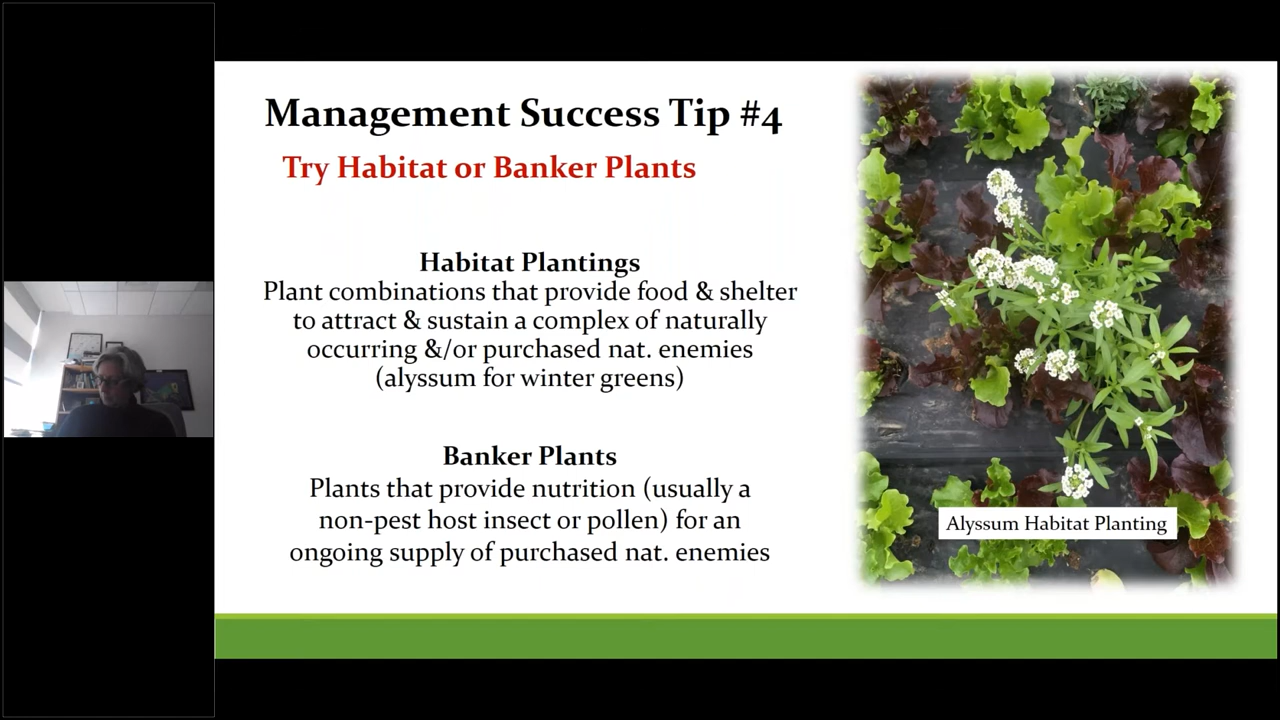 Management Success Tip #4
Try Habitat or Banker Plants
Habitat Plantings
Plant combinations that provide food & shelter
to attract & sustain a complex of naturally
occurring &/or purchased nat. enemies
(alyssum for winter greens)
Banker Plants
Plants that provide nutrition (usually a
non-pest host insect or pollen) for an
ongoing supply of purchased nat. enemies
Alyssum Habitat Planting